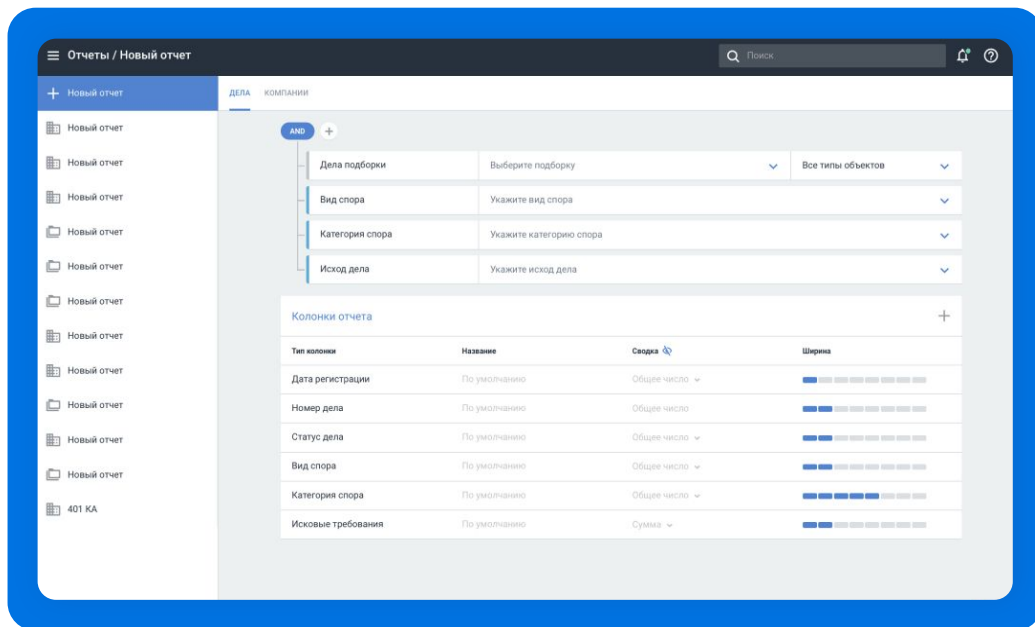 Отчеты / Новый отчет
Поиск
Новый отчет
ДЕЛА КОМПАНИИ
Новый отчет
Новый отчет
Новый отчет
Новый отчет
Новый отчет
Новый отчет
Новый отчет
Новый отчет
Новый отчет
Новый отчет
Новый отчет
401 КА
AND
Дела подборки Выберите подборку Все типы объектов
Вид спора Укажите вид спора
Категория спора Укажите категорию спора
Исход дела Укажите исход дела
Колонки отчета
Тип колонки Название Сводка Ширина
Дата регистрации По умолчанию Общее число
Номер дела По умолчанию Общее число
Статус дела По умолчанию Общее число
Вид спора По умолчанию Общее число
Категория спора По умолчанию Общее число
Исковые требования По умолчанию Сумма